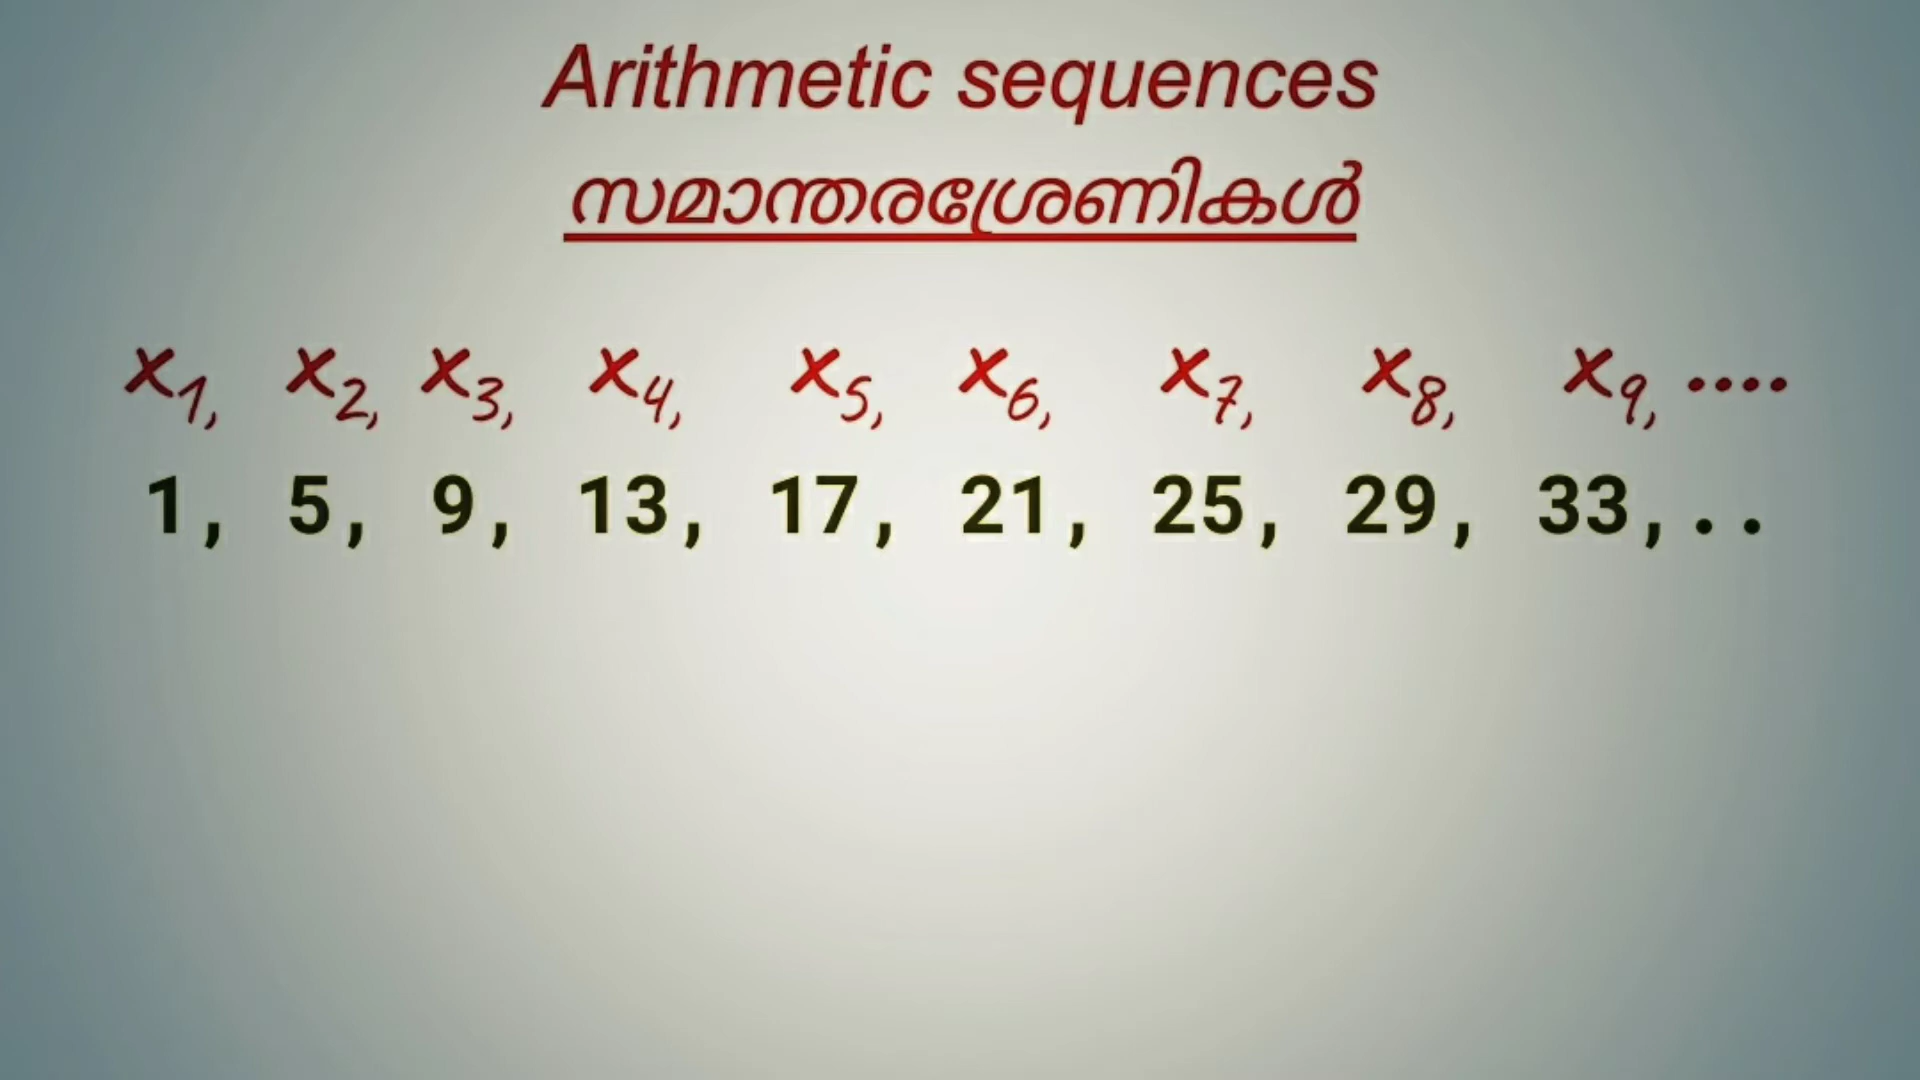 Arithmetic sequences
സമാന്തരശ്രേണികൾ
x₁, x₂, x₃, x₄, x₅, x₆, x₇, x₈, x₉, ....
1, 5, 9, 13, 17, 21, 25, 29, 33, ..